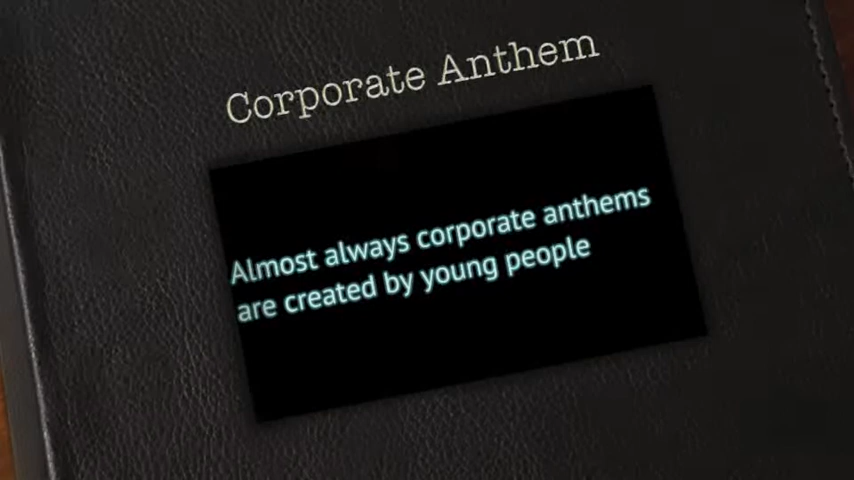 Corporate Anthem
Almost always corporate anthems
are created by young people